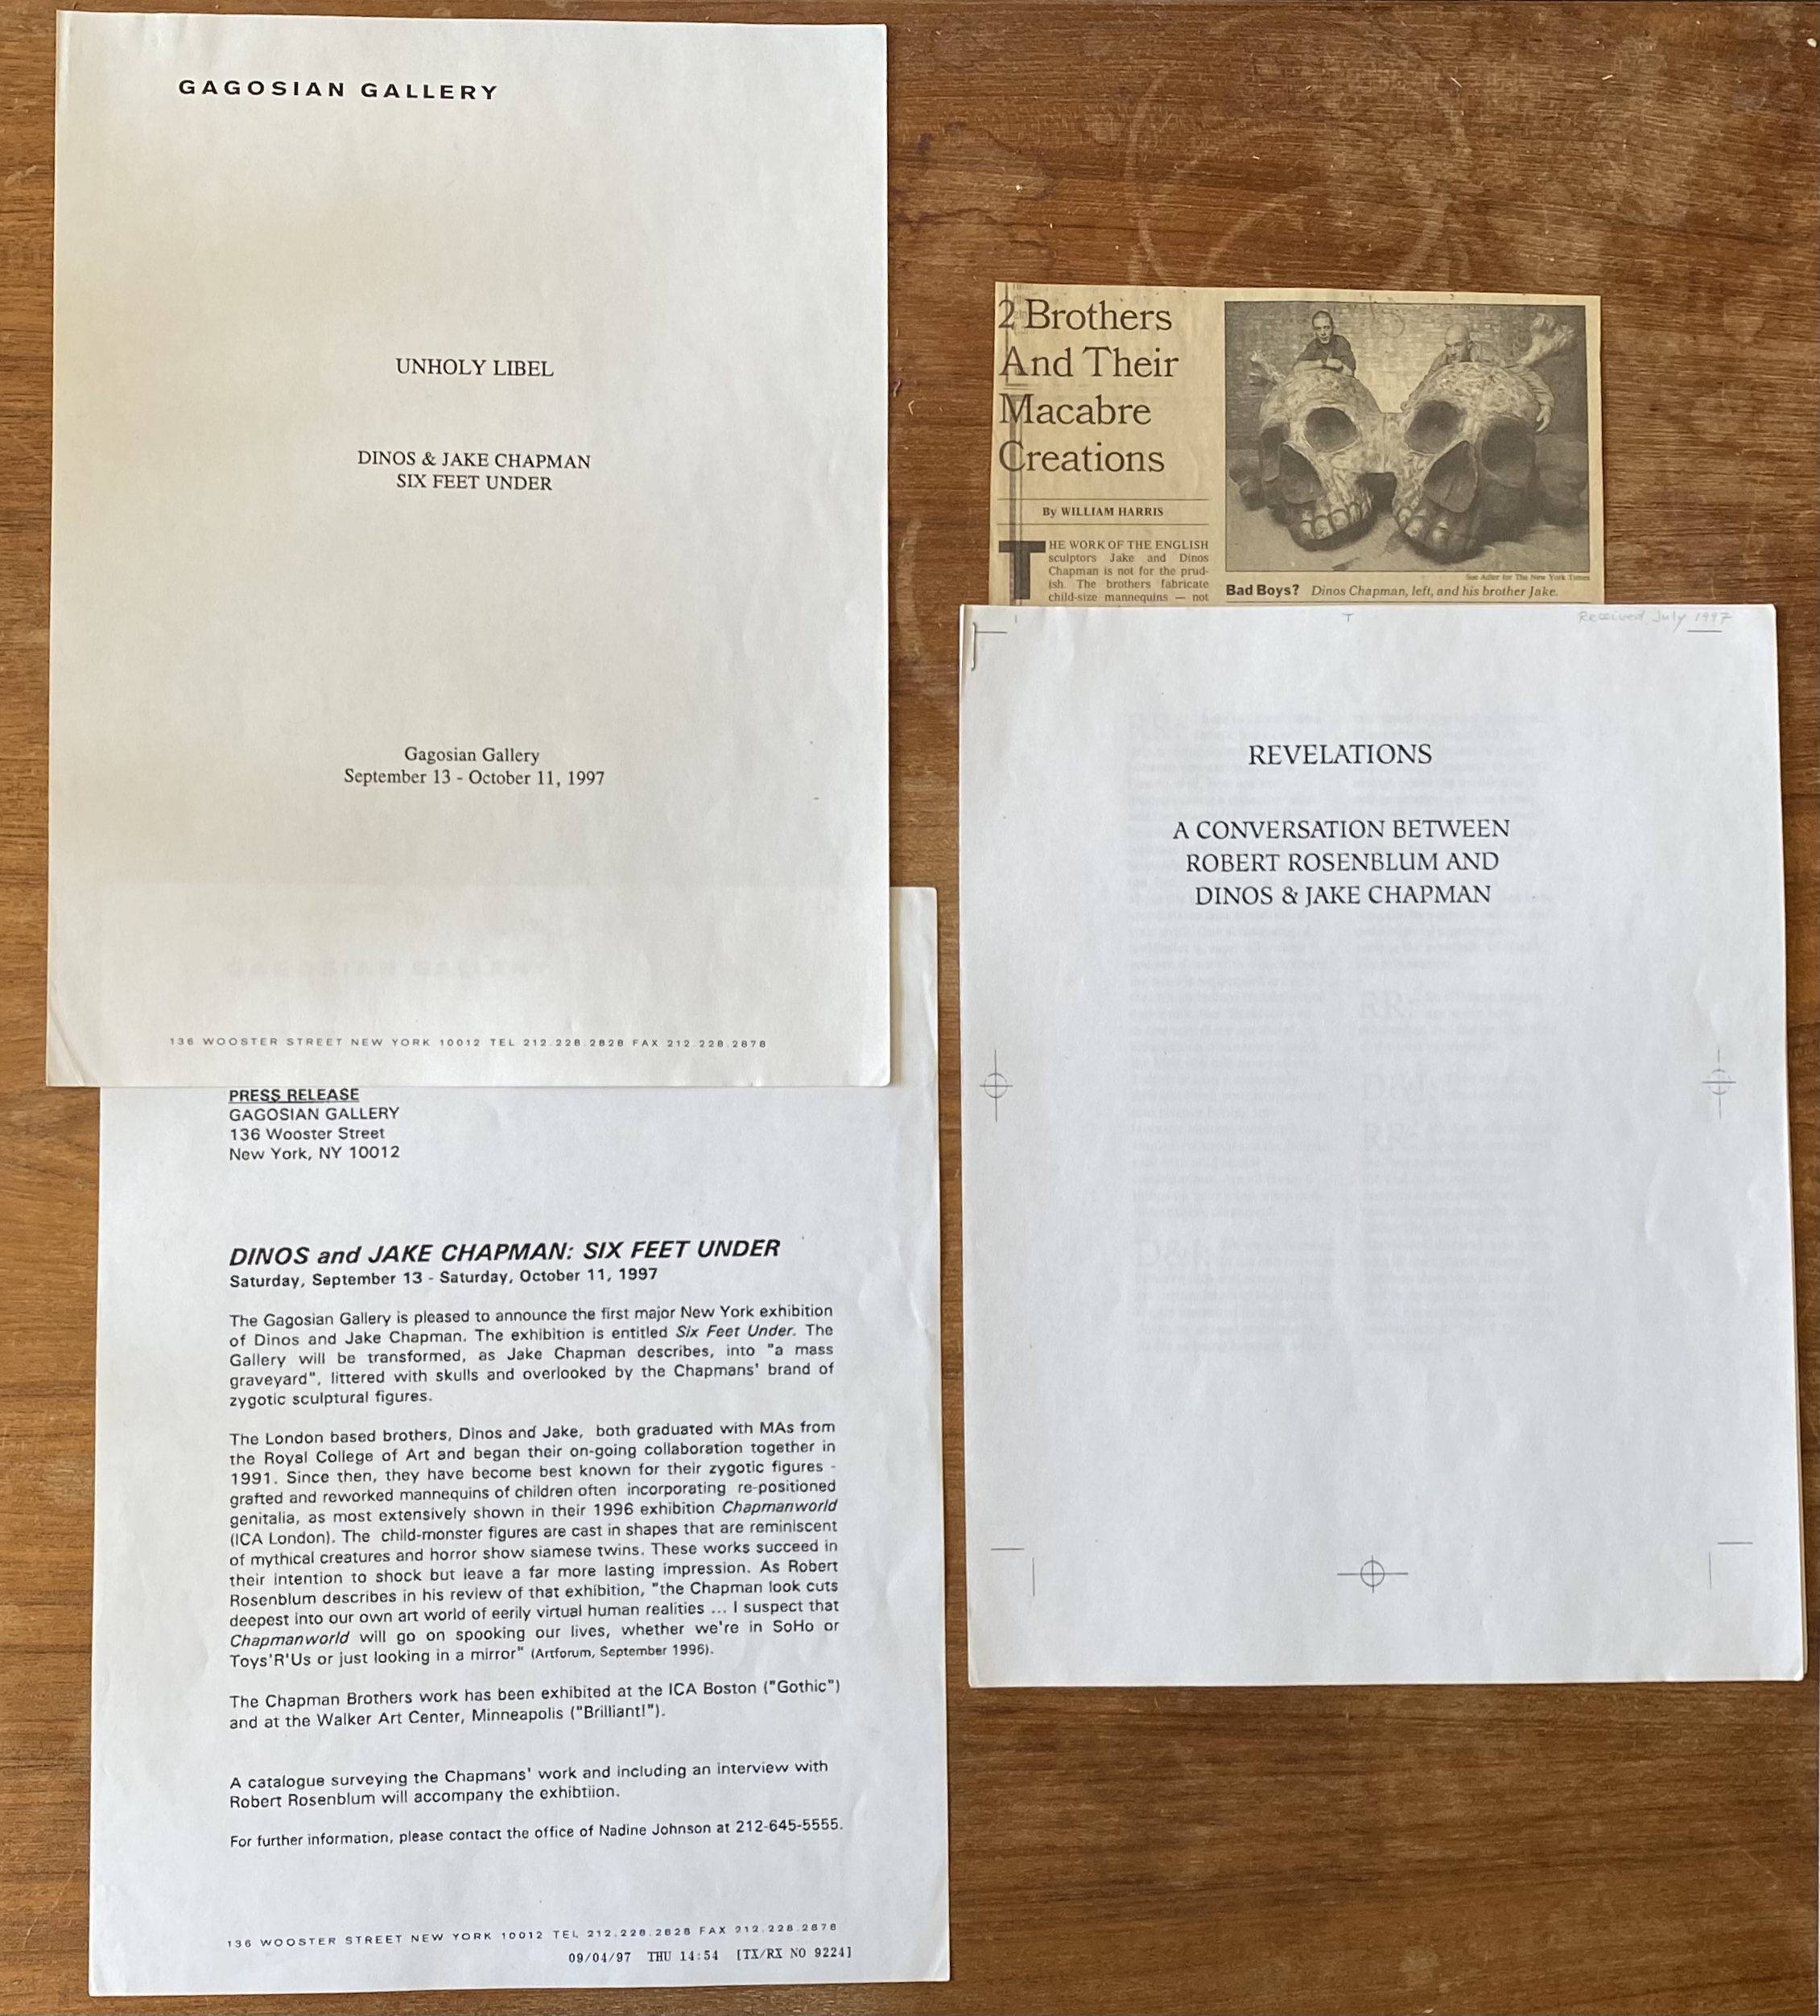 GAGOSIAN GALLERY
UNHOLY LIBEL
DINOS & JAKE CHAPMAN
SIX FEET UNDER
Gagosian Gallery
September 13 - October 11, 1997
GAGOSIAN GALLERY
136 WOOSTER STREET NEW YORK 10012 TEL 212.228.2828 FAX 212.228.2878
PRESS RELEASE
GAGOSIAN GALLERY
136 Wooster Street
New York, NY 10012
DINOS and JAKE CHAPMAN: SIX FEET UNDER
Saturday, September 13 - Saturday, October 11, 1997
The Gagosian Gallery is pleased to announce the first major New York exhibition
of Dinos and Jake Chapman. The exhibition is entitled Six Feet Under. The
Gallery will be transformed, as Jake Chapman describes, into "a mass
graveyard", littered with skulls and overlooked by the Chapmans' brand of
zygotic sculptural figures.
The London based brothers, Dinos and Jake, both graduated with MAs from
the Royal College of Art and began their on-going collaboration together in
1991. Since then, they have become best known for their zygotic figures -
grafted and reworked mannequins of children often incorporating re-positioned
genitalia, as most extensively shown in their 1996 exhibition Chapmanworld
(ICA London). The child-monster figures are cast in shapes that are reminiscent
of mythical creatures and horror show siamese twins. These works succeed in
their intention to shock but leave a far more lasting impression. As Robert
Rosenblum describes in his review of that exhibition, "the Chapman look cuts
deepest into our own art world of eerily virtual human realities ... I suspect that
Chapmanworld will go on spooking our lives, whether we're in SoHo or
Toys'R'Us or just looking in a mirror" (Artforum, September 1996).
The Chapman Brothers work has been exhibited at the ICA Boston ("Gothic")
and at the Walker Art Center, Minneapolis ("Brilliant!").
A catalogue surveying the Chapmans' work and including an interview with
Robert Rosenblum will accompany the exhibtiion.
For further information, please contact the office of Nadine Johnson at 212-645-5555.
136 WOOSTER STREET NEW YORK 10012 TEL 212.228.2828 FAX 212.228.2878
09/04/97 THU 14:54 [TX/RX NO 9224]
2 Brothers
And Their
Macabre
Creations
By WILLIAM HARRIS
THE WORK OF THE ENGLISH
sculptors Jake and Dinos
Chapman is not for the prud-
ish. The brothers fabricate
child-size mannequins — not
Sue Adler for The New York Times
Bad Boys? Dinos Chapman, left, and his brother Jake.
Received July 1997
REVELATIONS
A CONVERSATION BETWEEN
ROBERT ROSENBLUM AND
DINOS & JAKE CHAPMAN
RR:
RR:
D&J:
RR:
D&J: